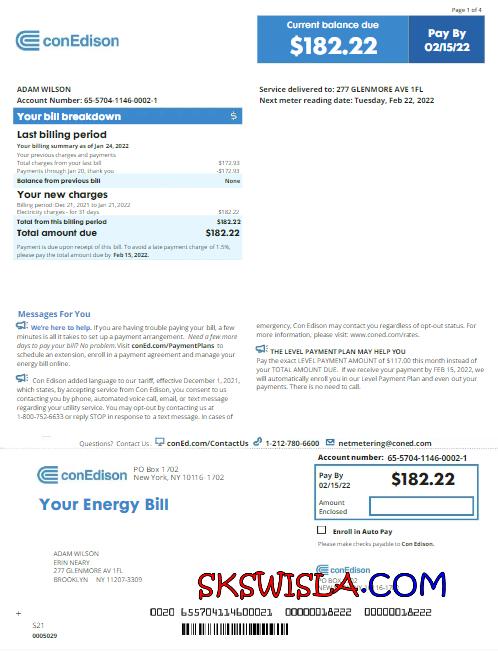 Page 1 of 4
conEdison
Current balance due
$182.22
Pay By
02/15/22
ADAM WILSON
Account Number: 65-5704-1146-0002-1
Service delivered to: 277 GLENMORE AVE 1FL
Next meter reading date: Tuesday, Feb 22, 2022
Your bill breakdown $
Last billing period
Your billing summary as of Jan 24, 2022
Your previous charges and payments
Total charges from your last bill $172.93
Payments through Jan 20, thank you -$172.93
Balance from previous bill None
Your new charges
Billing period: Dec 21, 2021 to Jan 21, 2022
Electricity charges - for 31 days $182.22
Total from this billing period $182.22
Total amount due $182.22
Payment is due upon receipt of this bill. To avoid a late payment charge of 1.5%,
please pay the total amount due by Feb 15, 2022.
Messages For You
We're here to help. If you are having trouble paying your bill, a few
minutes is all it takes to set up a payment arrangement. Need a few more
days to pay your bill? No problem. Visit conEd.com/PaymentPlans to
schedule an extension, enroll in a payment agreement and manage your
energy bill online.
Con Edison added language to our tariff, effective December 1, 2021,
which states, by accepting service from Con Edison, you consent to us
contacting you by phone, automated voice call, email, or text message
regarding your utility service. You may opt-out by contacting us at
1-800-752-6633 or reply STOP in response to a text message. In cases of
emergency, Con Edison may contact you regardless of opt-out status. For
more information, please visit: www.coned.com/rates.
THE LEVEL PAYMENT PLAN MAY HELP YOU
Pay the exact LEVEL PAYMENT AMOUNT of $117.00 this month instead of
your TOTAL AMOUNT DUE. If we receive your payment by FEB 15, 2022, we
will automatically enroll you in our Level Payment Plan and even out your
payments. There is no need to call.
Questions? Contact Us. conEd.com/ContactUs 1-212-780-6600 netmetering@coned.com
conEdison
PO Box 1702
New York, NY 10116-1702
Your Energy Bill
Account number: 65-5704-1146-0002-1
Pay By
02/15/22
$182.22
Amount
Enclosed
Enroll in Auto Pay
Please make checks payable to Con Edison.
ADAM WILSON
ERIN NEARY
277 GLENMORE AV 1FL
BROOKLYN NY 11207-3309
conEdison
PO BOX 1702
SKSWISLA.COM
0020 655704114600021 00000018222 00000018222
+
S21
0005029